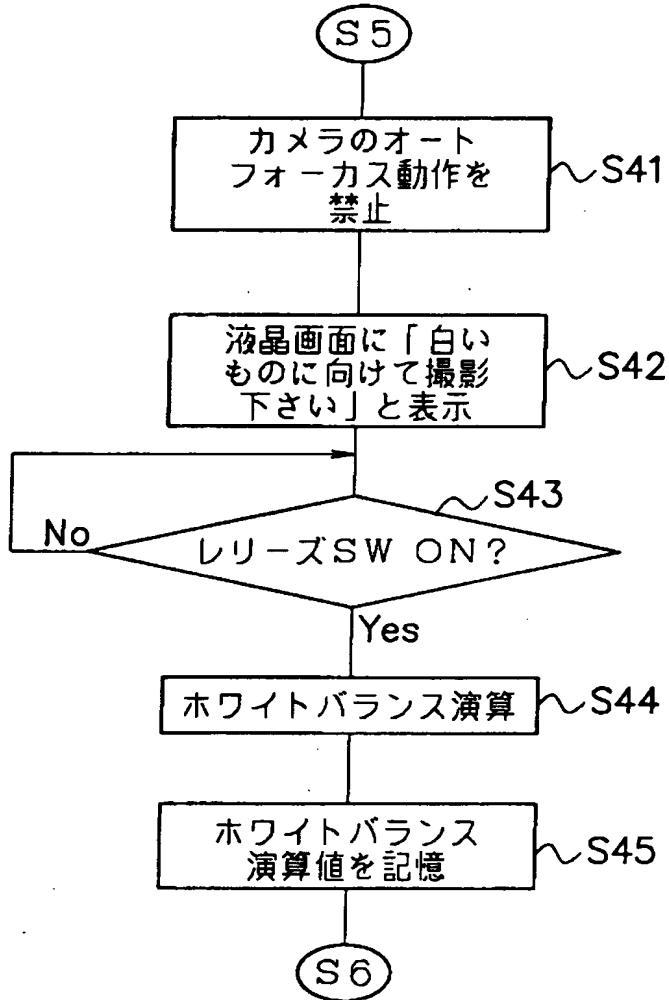 S5
カメラのオート
フォーカス動作を
禁止
S41
液晶画面に「白い
ものに向けて撮影
下さい」と表示
S42
S43
No
レリーズSW ON?
Yes
ホワイトバランス演算
S44
ホワイトバランス
演算値を記憶
S45
S6